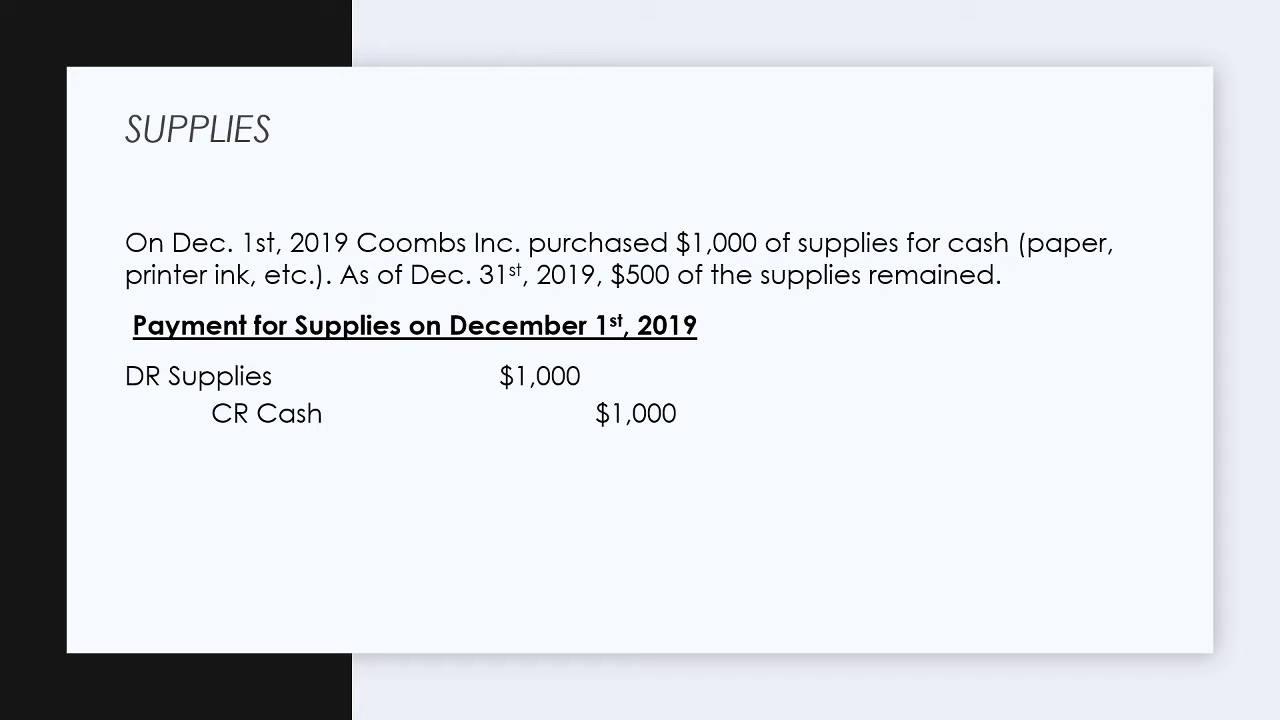 SUPPLIES
On Dec. 1st, 2019 Coombs Inc. purchased $1,000 of supplies for cash (paper,
printer ink, etc.). As of Dec. 31st, 2019, $500 of the supplies remained.
Payment for Supplies on December 1st, 2019
DR Supplies $1,000
CR Cash $1,000